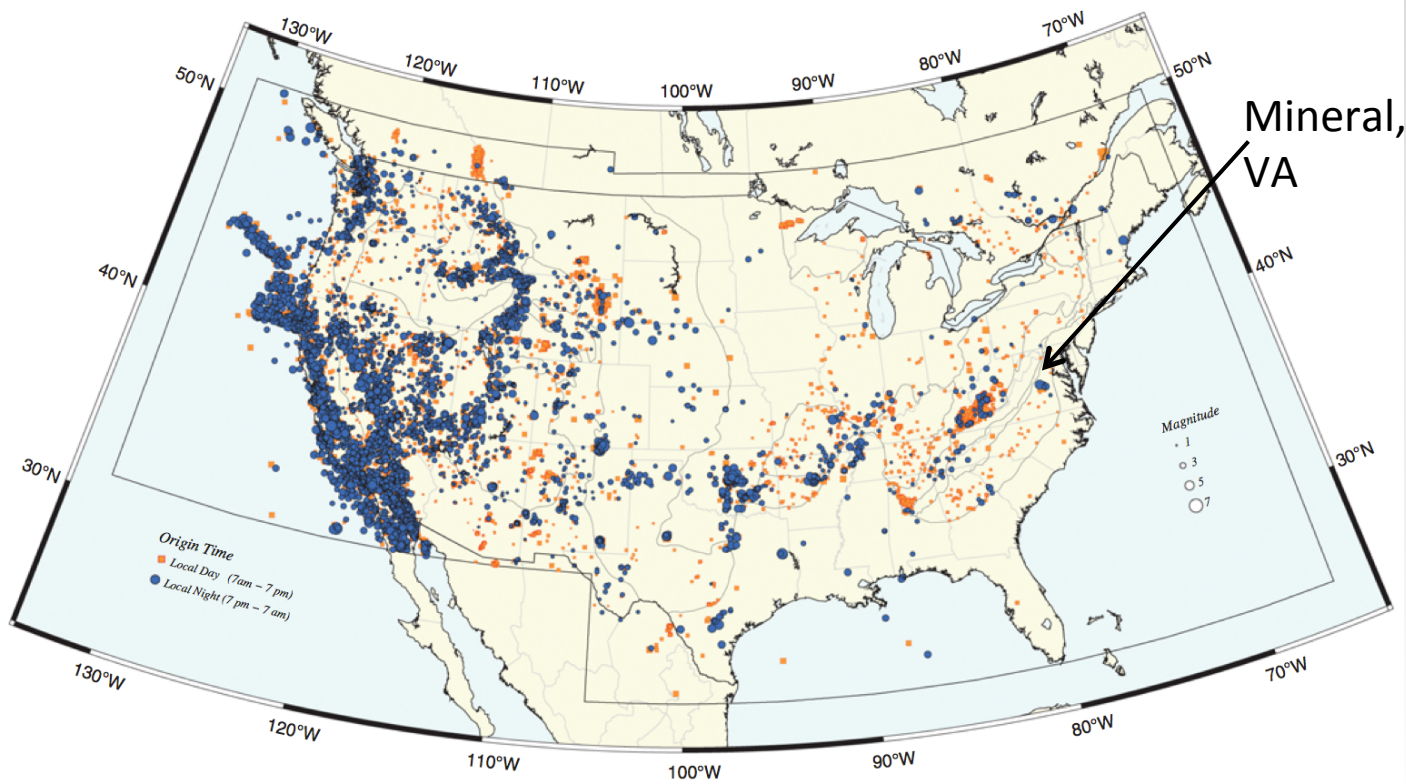 130°W
120°W
110°W
100°W
90°W
80°W
70°W
50°N
50°N
Mineral,
VA
40°N
40°N
Magnitude
1
3
5
7
30°N
30°N
Origin Time
Local Day (7am – 7 pm)
Local Night (7 pm – 7 am)
130°W
120°W
110°W
100°W
90°W
80°W
70°W